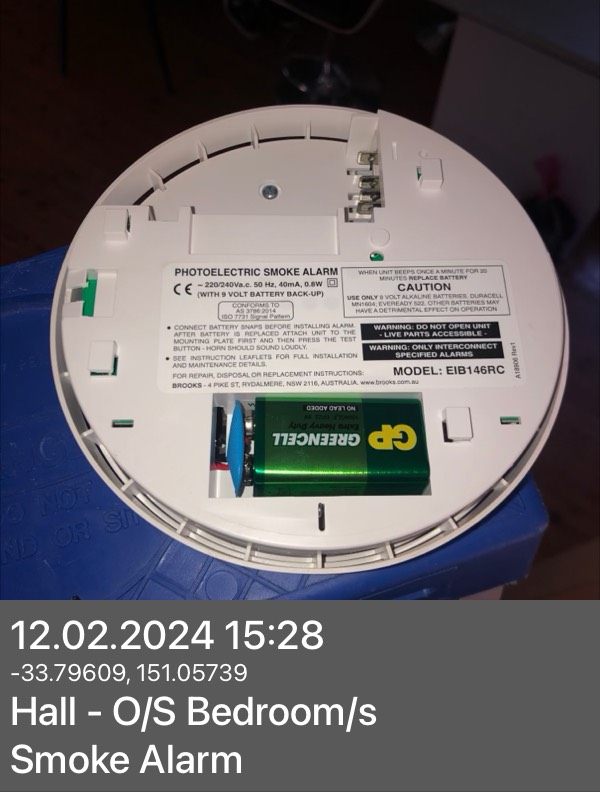 PHOTOELECTRIC SMOKE ALARM
CE ~ 220/240Va.c. 50 Hz, 40mA, 0.8W
(WITH 9 VOLT BATTERY BACK-UP)
CONFORMS TO
AS 3786:2014
ISO 7731 Signal Pattern
• CONNECT BATTERY SNAPS BEFORE INSTALLING ALARM
AFTER BATTERY IS REPLACED ATTACH UNIT TO THE
MOUNTING PLATE FIRST AND THEN PRESS THE TEST
BUTTON - HORN SHOULD SOUND LOUDLY.
• SEE INSTRUCTION LEAFLETS FOR FULL INSTALLATION
AND MAINTENANCE DETAILS.
FOR REPAIR, DISPOSAL OR REPLACEMENT INSTRUCTIONS:
BROOKS - 4 PIKE ST, RYDALMERE, NSW 2116, AUSTRALIA. www.brooks.com.au
WHEN UNIT BEEPS ONCE A MINUTE FOR 20
MINUTES REPLACE BATTERY
CAUTION
USE ONLY 9 VOLT ALKALINE BATTERIES, DURACELL
MN1604; EVEREADY 522. OTHER BATTERIES MAY
HAVE A DETRIMENTAL EFFECT ON OPERATION
WARNING: DO NOT OPEN UNIT
- LIVE PARTS ACCESSIBLE -
WARNING: ONLY INTERCONNECT
SPECIFIED ALARMS
MODEL: EIB146RC
A18906 Rev1
GP
GREENCELL
Extra Heavy Duty
NO LEAD ADDED
DO NOT
OR
12.02.2024 15:28
-33.79609, 151.05739
Hall - O/S Bedroom/s
Smoke Alarm